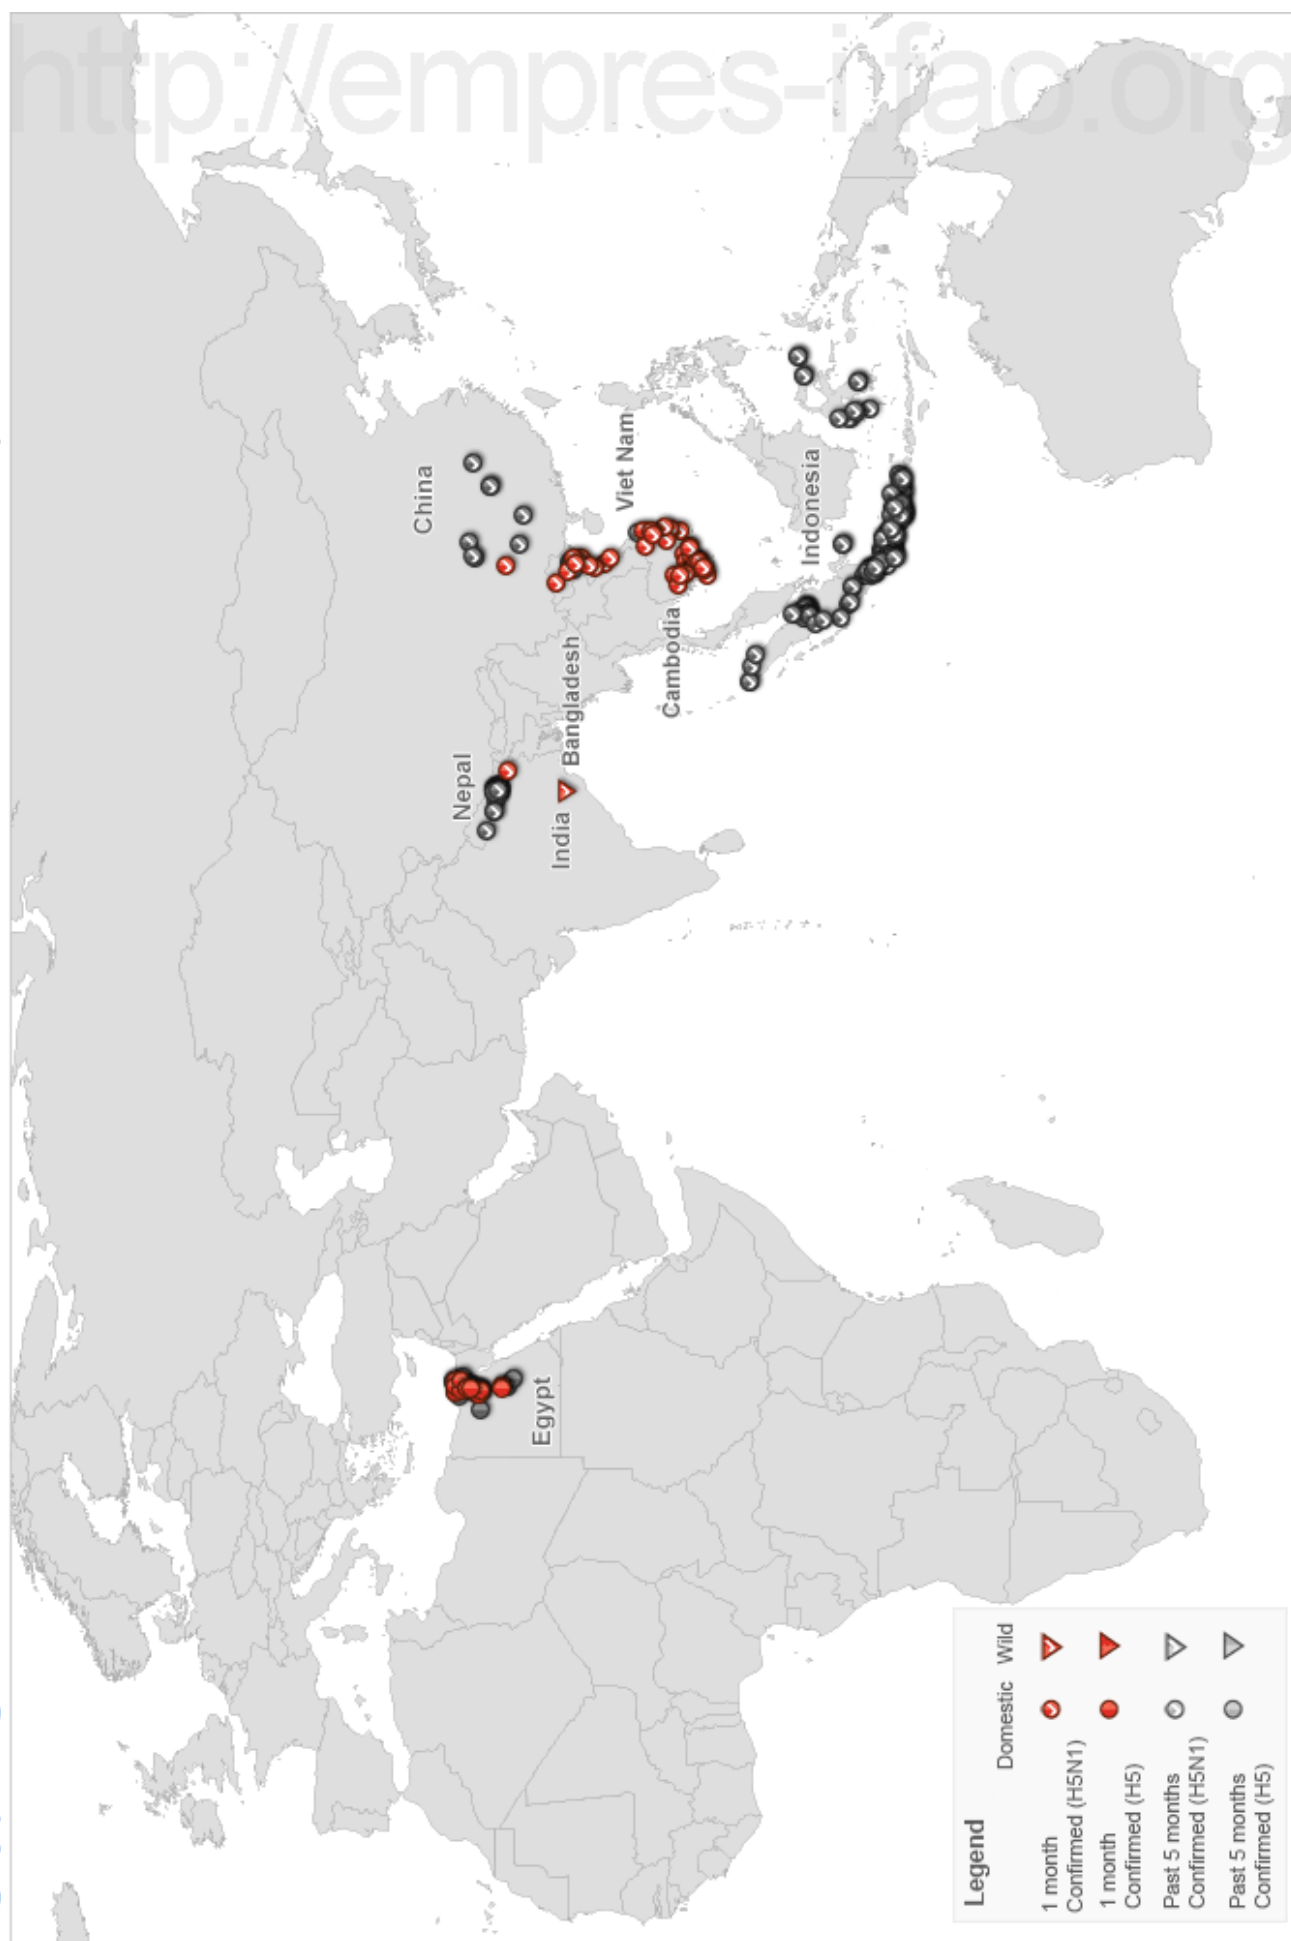 http://empres-i.fao.org
China
Viet Nam
Nepal
Bangladesh
India
Cambodia
Indonesia
Egypt
Legend
Domestic Wild
1 month
Confirmed (H5N1)
1 month
Confirmed (H5)
Past 5 months
Confirmed (H5N1)
Past 5 months
Confirmed (H5)